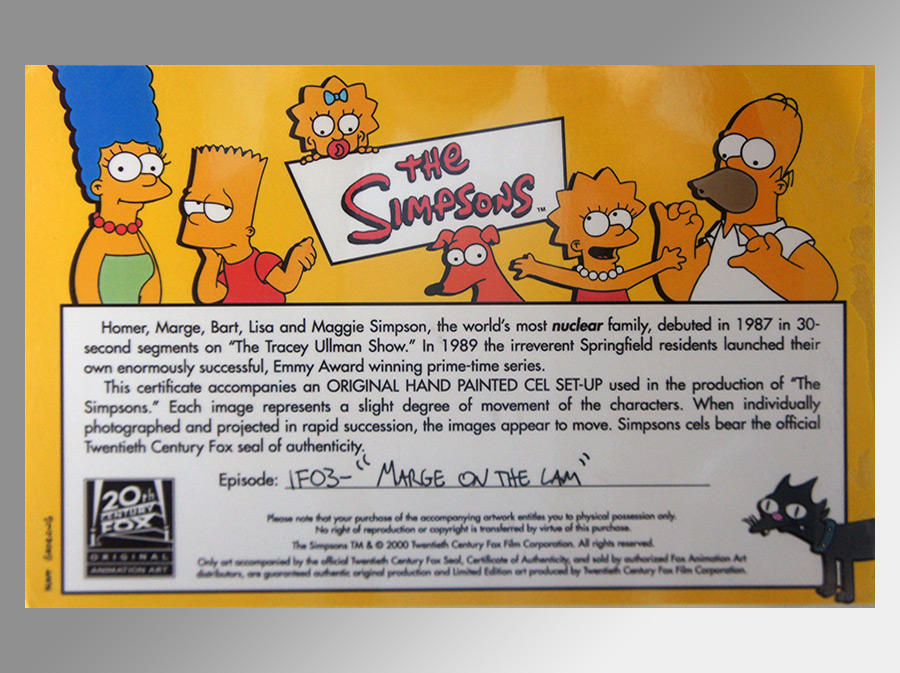 THE
SIMPSONS™
Homer, Marge, Bart, Lisa and Maggie Simpson, the world's most nuclear family, debuted in 1987 in 30-
second segments on "The Tracey Ullman Show." In 1989 the irreverent Springfield residents launched their
own enormously successful, Emmy Award winning prime-time series.
This certificate accompanies an ORIGINAL HAND PAINTED CEL SET-UP used in the production of "The
Simpsons." Each image represents a slight degree of movement of the characters. When individually
photographed and projected in rapid succession, the images appear to move. Simpsons cels bear the official
Twentieth Century Fox seal of authenticity.
Episode: 1F03- "MARGE ON THE LAM"
Please note that your purchase of the accompanying artwork entitles you to physical possession only.
No right of reproduction or copyright is transferred by virtue of this purchase.
The Simpsons TM & © 2000 Twentieth Century Fox Film Corporation. All rights reserved.
Only art accompanied by the official Twentieth Century Fox Seal, Certificate of Authenticity, and sold by authorized Fox Animation Art
distributors, are guaranteed authentic original production and Limited Edition art produced by Twentieth Century Fox Film Corporation.
20th
CENTURY
FOX
ORIGINAL
ANIMATION ART
MATT GROENING